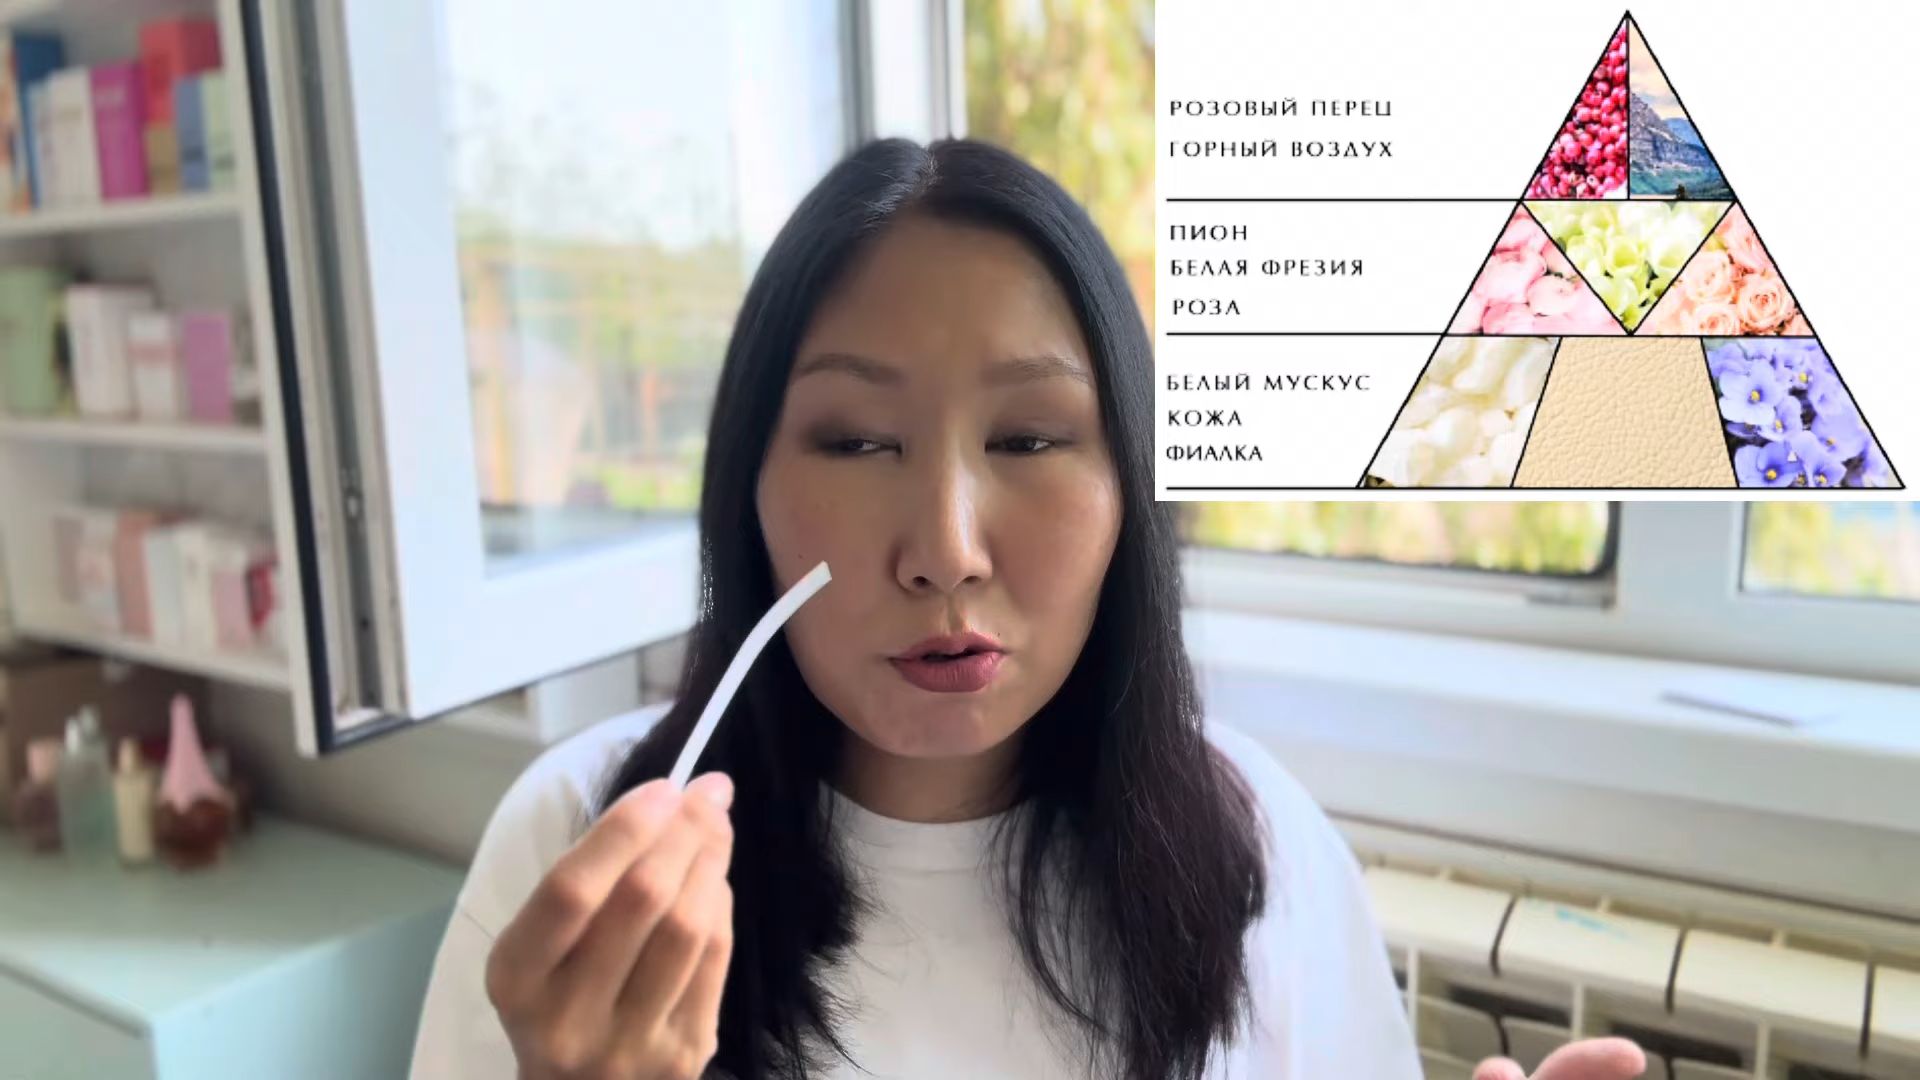 РОЗОВЫЙ ПЕРЕЦ
ГОРНЫЙ ВОЗДУХ
ПИОН
БЕЛАЯ ФРЕЗИЯ
РОЗА
БЕЛЫЙ МУСКУС
КОЖА
ФИАЛКА